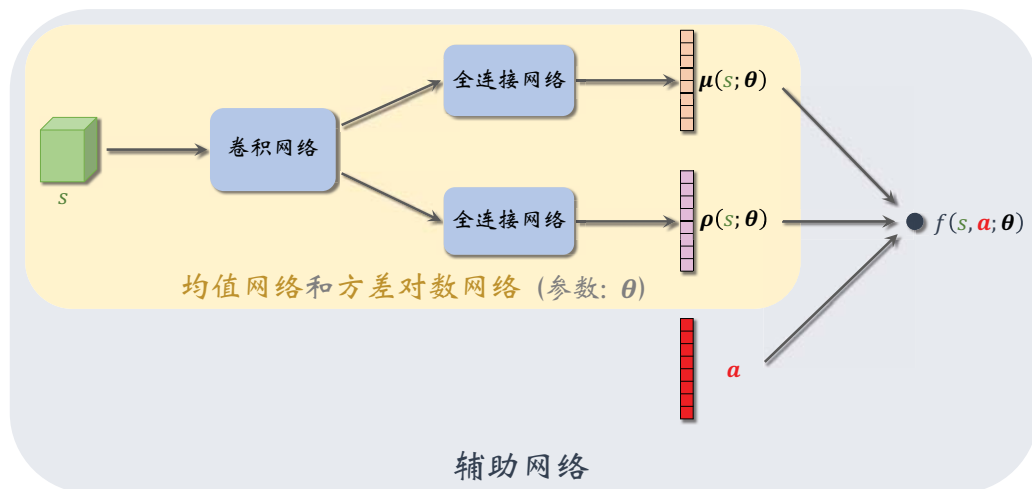 全连接网络
μ(s;θ)
卷积网络
s
全连接网络
ρ(s;θ)
f(s, a; θ)
均值网络和方差对数网络 (参数: θ)
a
辅助网络